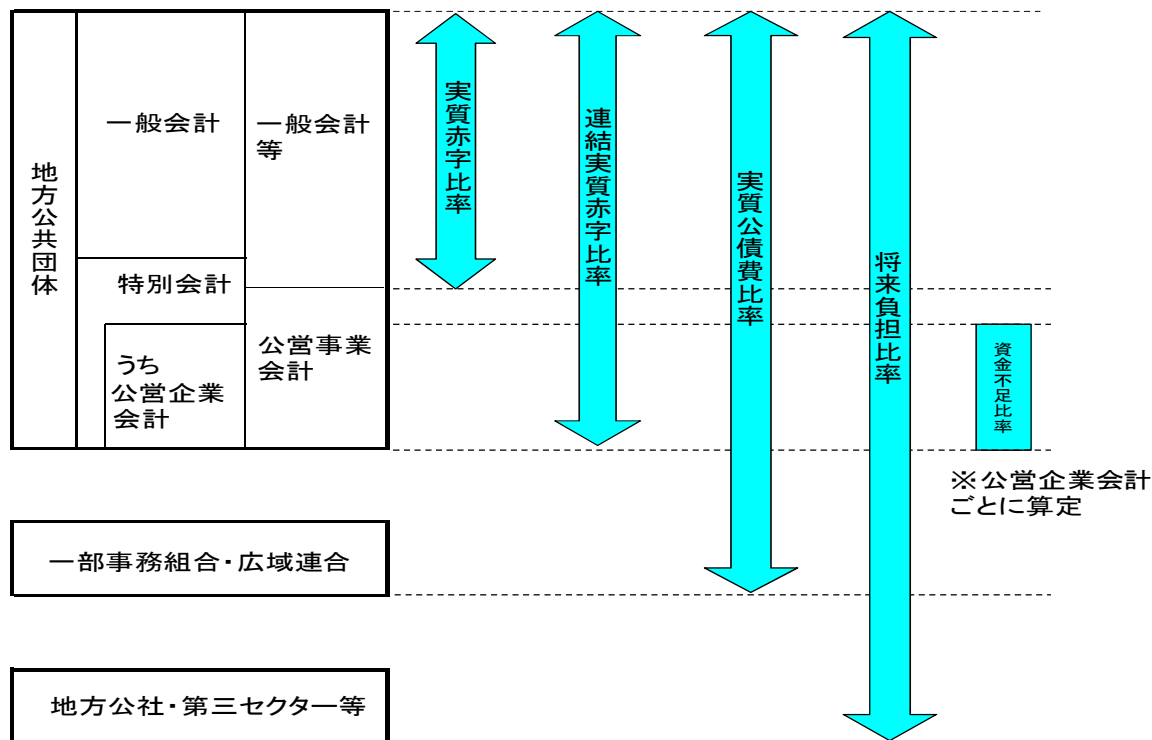 地方公共団体
一般会計
一般会計
等
特別会計
うち
公営企業
会計
公営事業
会計
実質赤字比率
連結実質赤字比率
実質公債費比率
将来負担比率
資金不足比率
※公営企業会計
ごとに算定
一部事務組合・広域連合
地方公社・第三セクター等